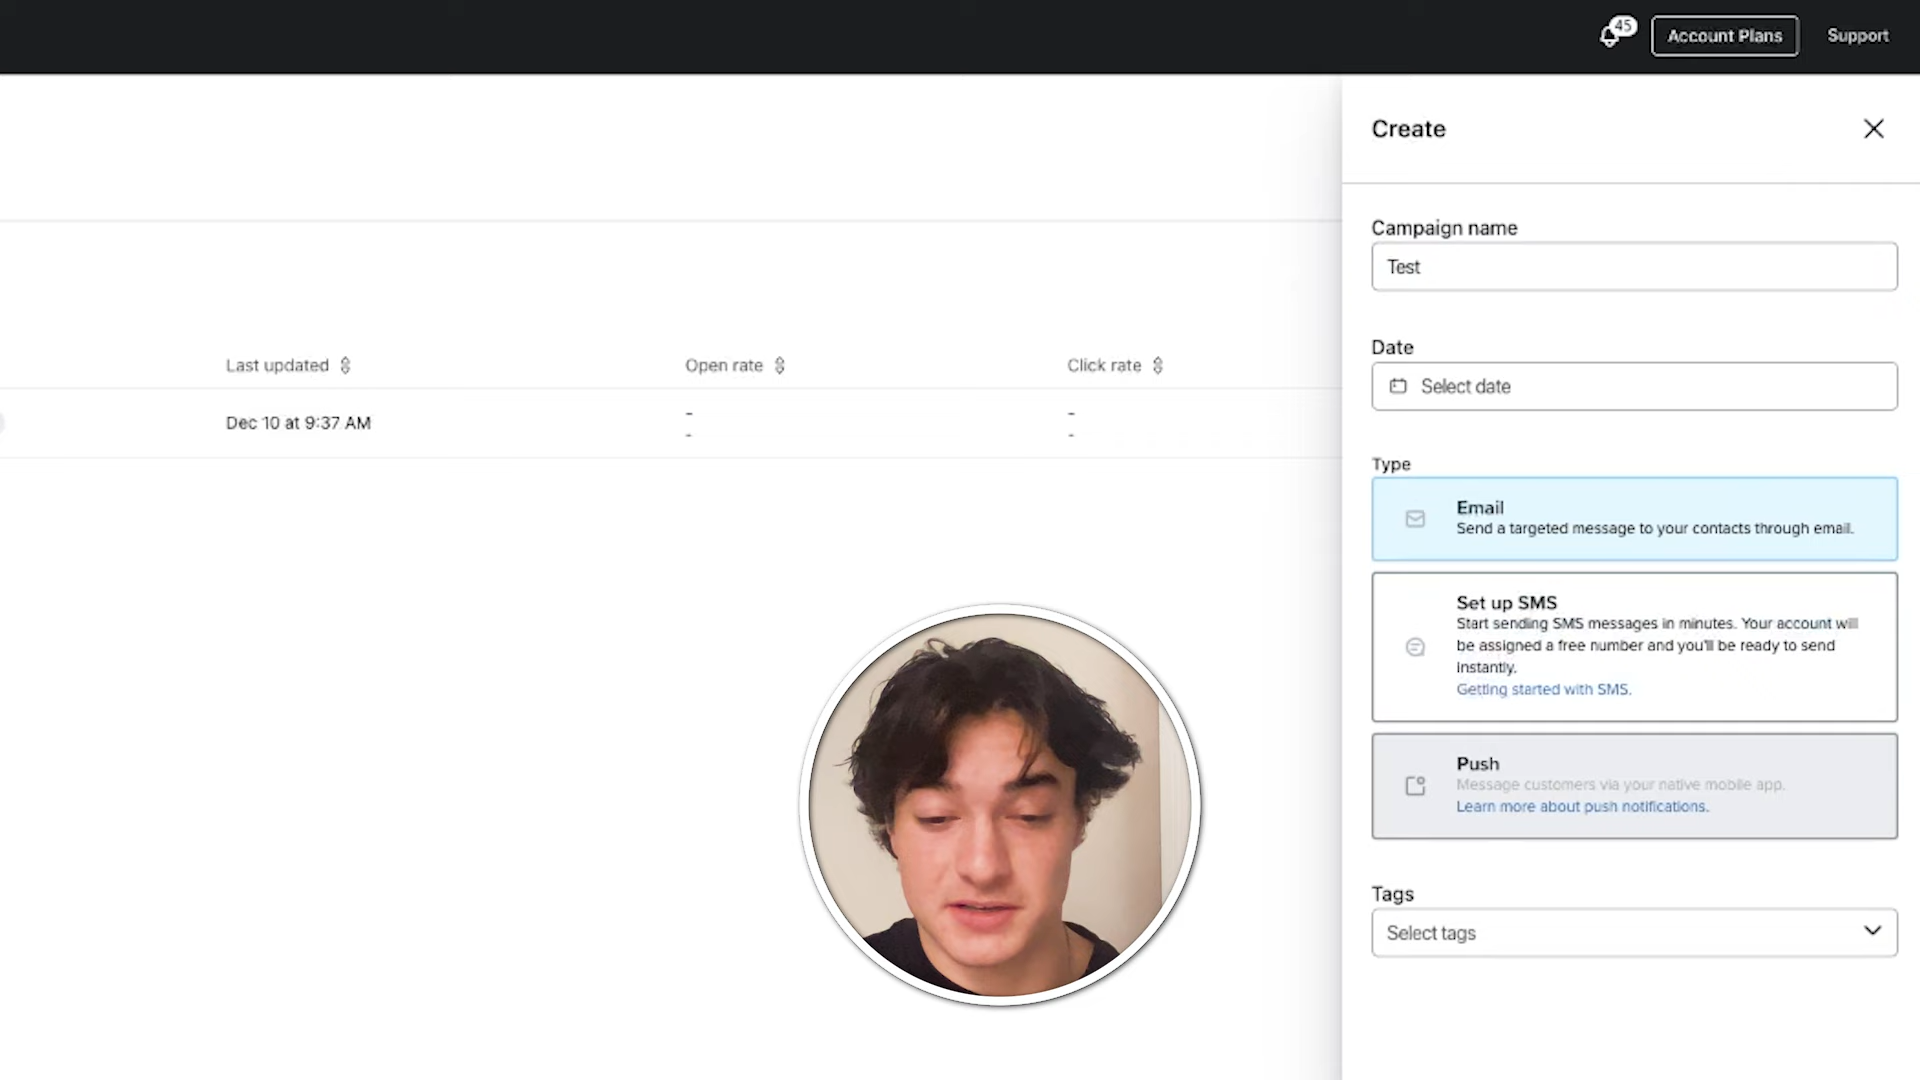 45
Account Plans
Support
Create
Campaign name
Test
Date
Select date
Last updated
Open rate
Click rate
Dec 10 at 9:37 AM
-
-
-
-
Type
Email
Send a targeted message to your contacts through email.
Set up SMS
Start sending SMS messages in minutes. Your account will
be assigned a free number and you'll be ready to send
instantly.
Getting started with SMS.
Push
Message customers via your native mobile app.
Learn more about push notifications.
Tags
Select tags